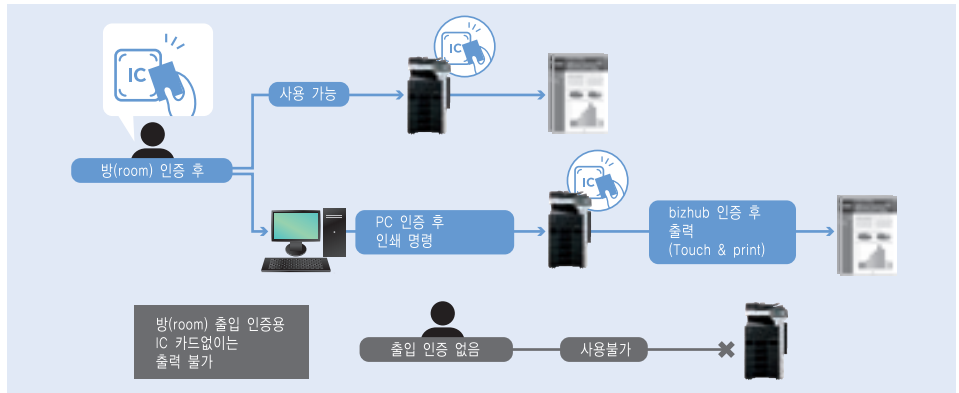 IC
IC
사용 가능
방(room) 인증 후
IC
PC 인증 후
인쇄 명령
bizhub 인증 후
출력
(Touch & print)
방(room) 출입 인증용
IC 카드없이는
출력 불가
출입 인증 없음
사용불가